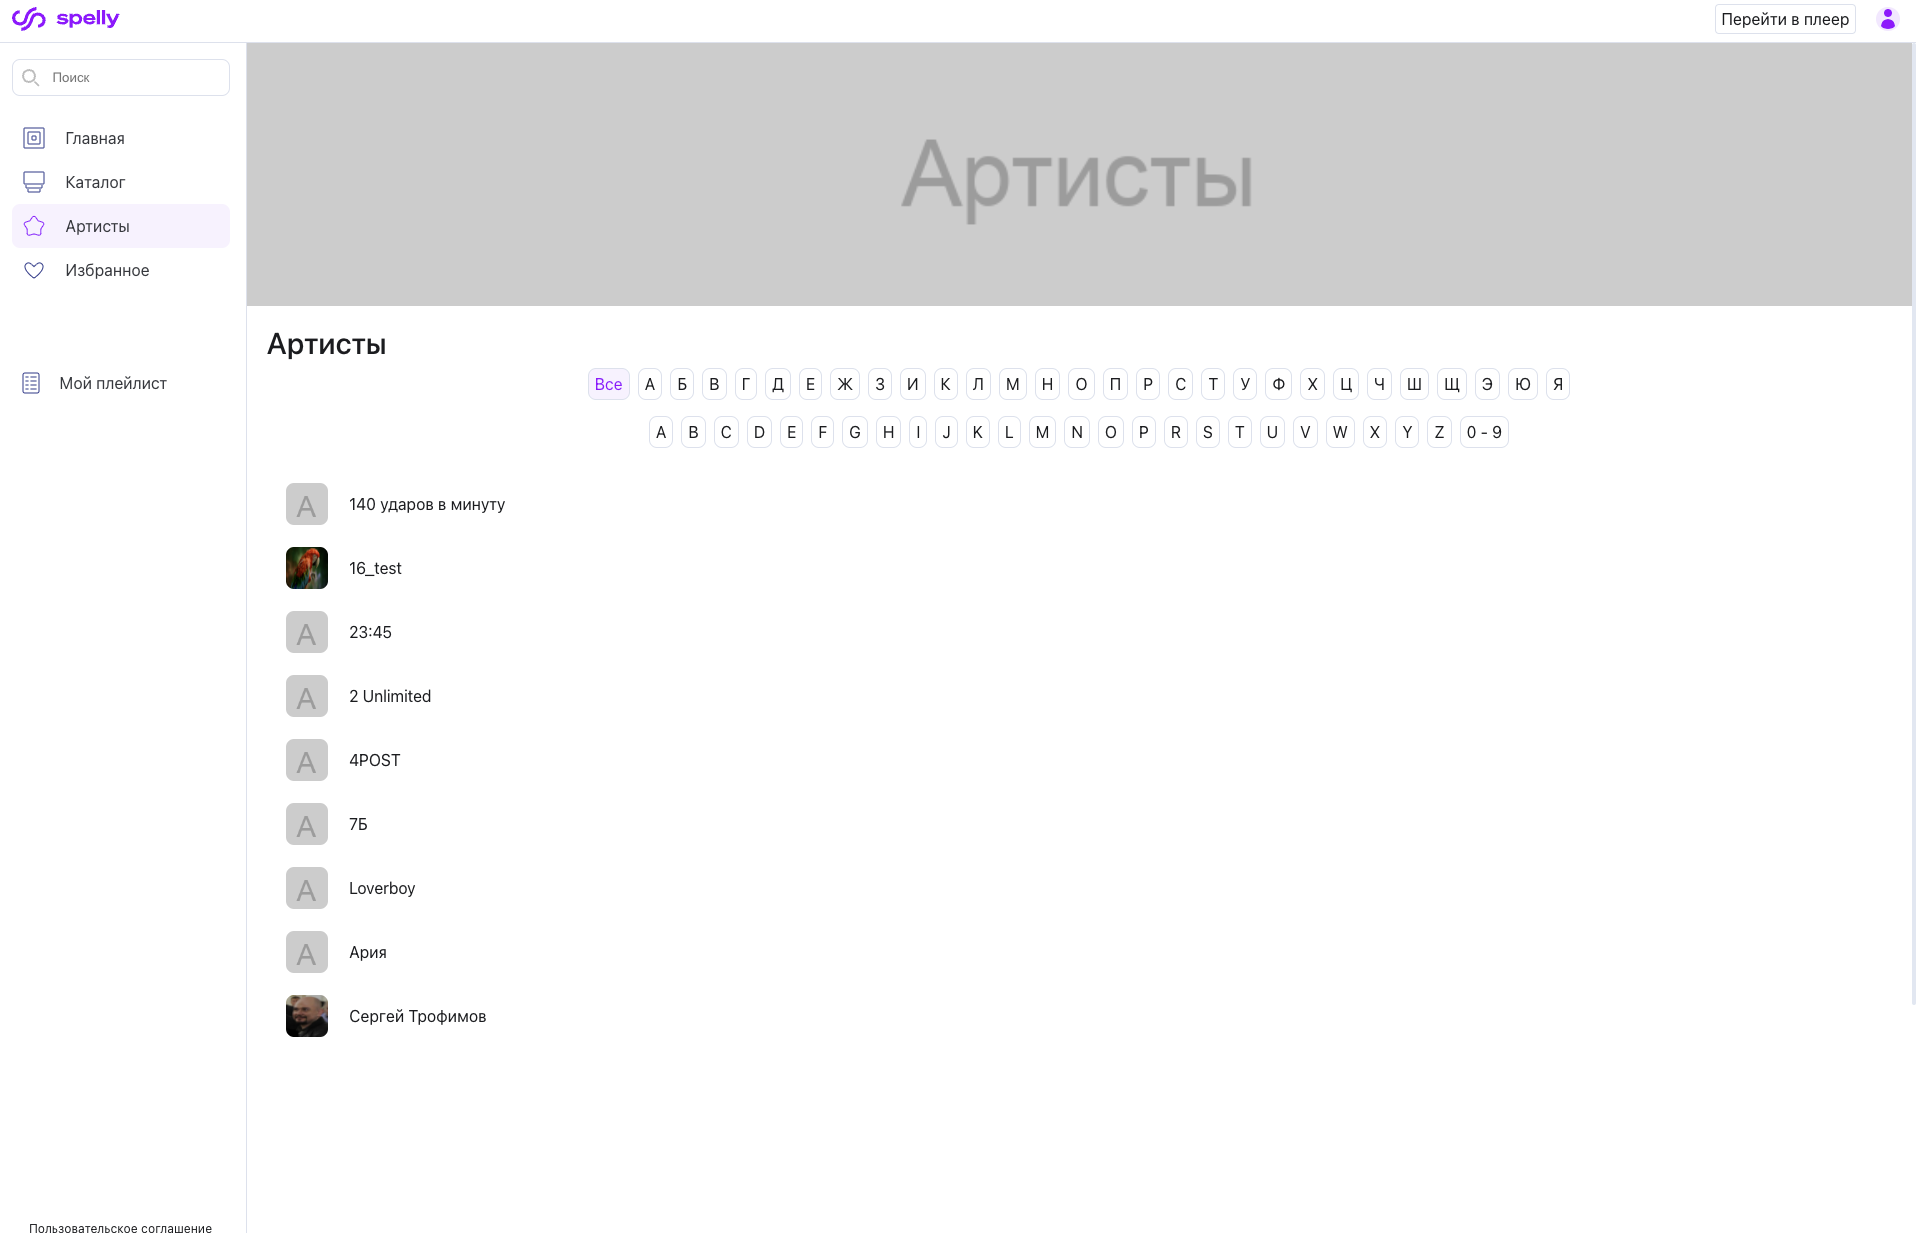 spelly
Перейти в плеер
Поиск
Главная
Каталог
Артисты
Избранное
Мой плейлист
Пользовательское соглашение
Артисты
Артисты
Все А Б В Г Д Е Ж З И К Л М Н О П Р С Т У Ф Х Ц Ч Ш Щ Э Ю Я
A B C D E F G H I J K L M N O P R S T U V W X Y Z 0 - 9
А 140 ударов в минуту
16_test
А 23:45
А 2 Unlimited
А 4POST
А 7Б
А Loverboy
А Ария
Сергей Трофимов